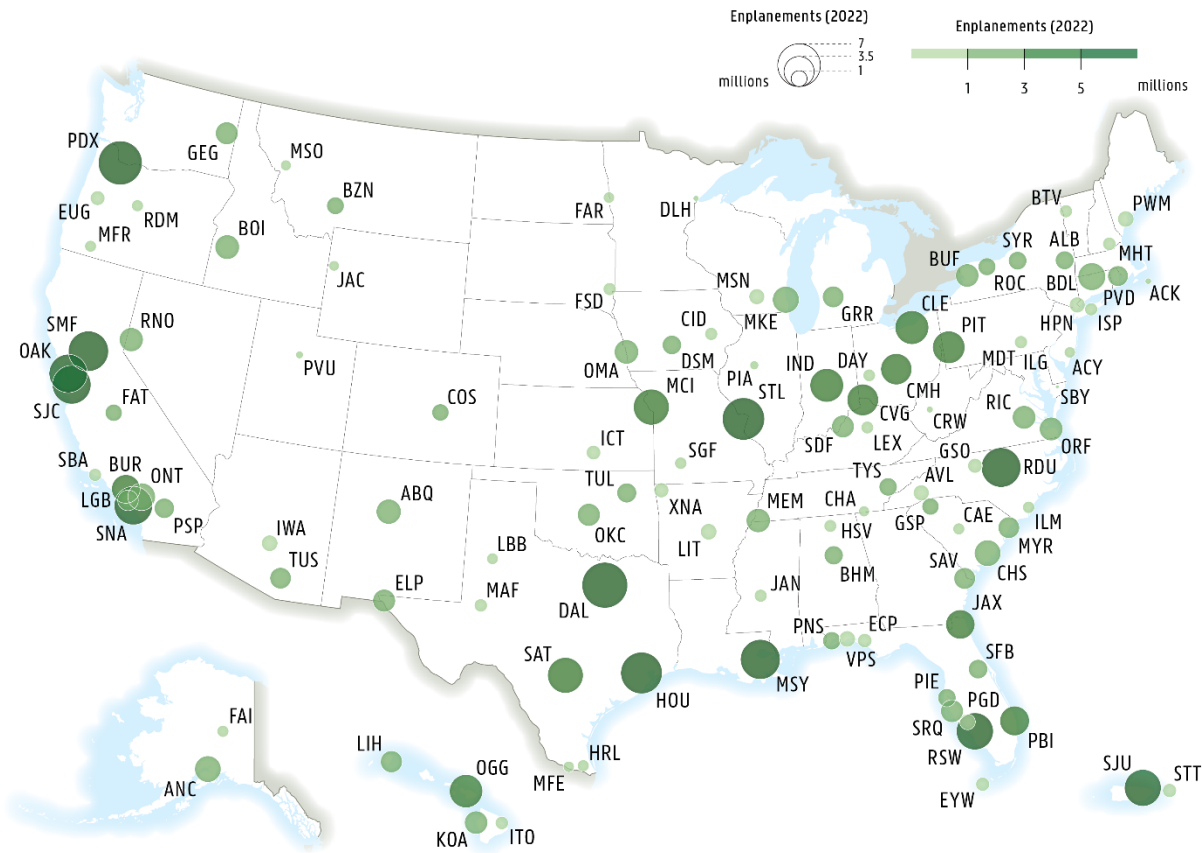 Enplanements (2022)
7
3.5
1
millions
Enplanements (2022)
1 3 5 millions
PDX
GEG
MSO
BZN
EUG
RDM
MFR
BOI
JAC
FAR
DLH
FSD
MSN
MKE
GRR
BTV
PWM
SYR
ALB
MHT
BUF
ROC
BDL
PVD
ACK
SMF
RNO
OAK
SJC
FAT
PVU
COS
CID
OMA
DSM
CLE
PIT
HPN
ISP
MDT
ILG
ACY
SBY
MCI
PIA
STL
IND
DAY
CMH
CVG
CRW
RIC
ORF
SBA
BUR
ONT
LGB
SNA
PSP
ABQ
ICT
SGF
SDF
LEX
GSO
RDU
TUL
XNA
TYS
AVL
IWA
TUS
OKC
LIT
MEM
CHA
HSV
GSP
CAE
ILM
MYR
LBB
MAF
ELP
DAL
JAN
BHM
SAV
CHS
JAX
SAT
HOU
MSY
PNS
VPS
ECP
SFB
PIE
PGD
SRQ
RSW
PBI
FAI
ANC
LIH
OGG
KOA
ITO
MFE
HRL
EYW
SJU
STT